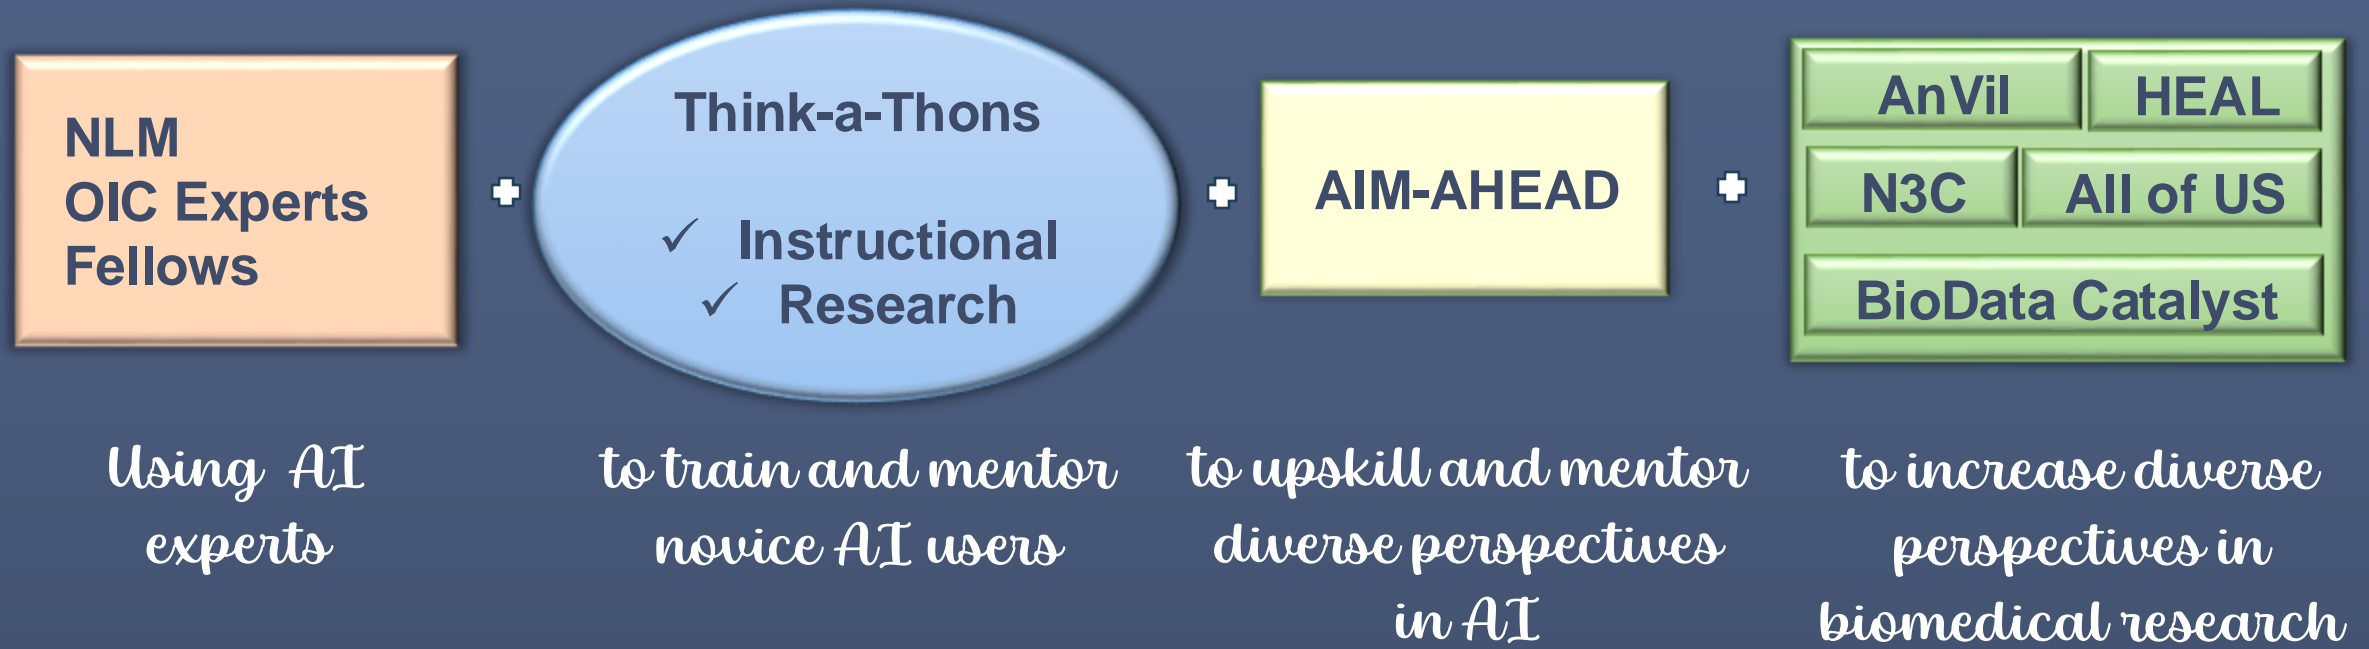 NLM
OIC Experts
Fellows
Think-a-Thons
✓ Instructional
✓ Research
AIM-AHEAD
AnVil
HEAL
N3C
All of US
BioData Catalyst
Using AI
experts
to train and mentor
novice AI users
to upskill and mentor
diverse perspectives
in AI
to increase diverse
perspectives in
biomedical research